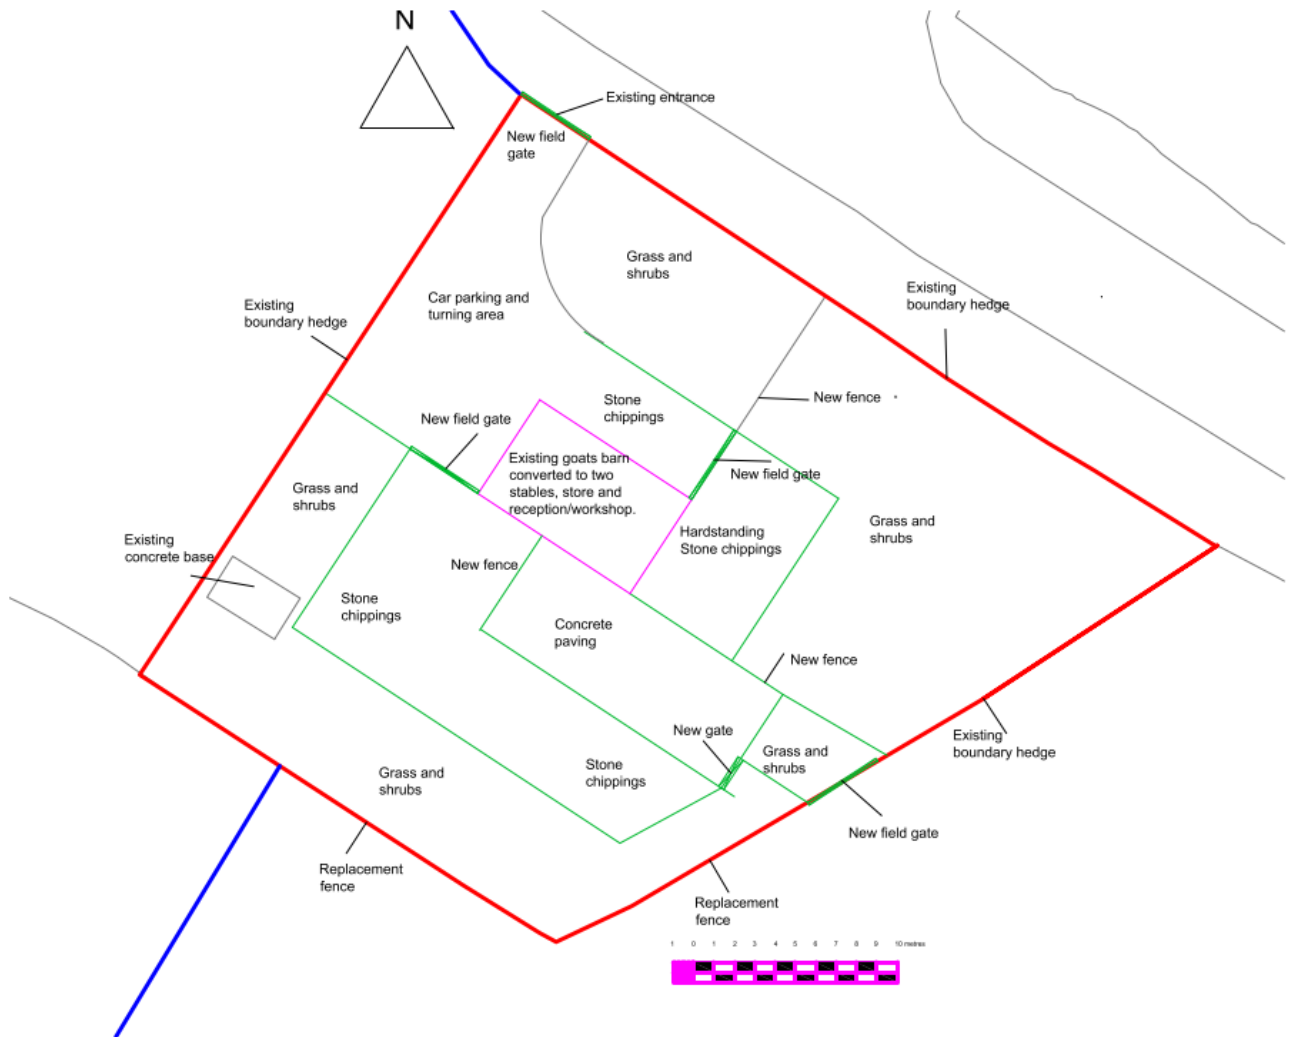 N
Existing entrance
New field
gate
Grass and
shrubs
Existing
boundary hedge
Car parking and
turning area
Existing
boundary hedge
Stone
chippings
New fence
New field gate
Existing goats barn
converted to two
stables, store and
reception/workshop.
New field gate
Grass and
shrubs
Grass and
shrubs
Hardstanding
Stone chippings
Existing
concrete base
New fence
Stone
chippings
Concrete
paving
New fence
New gate
Grass and
shrubs
Existing
boundary hedge
Grass and
shrubs
Stone
chippings
New field gate
Replacement
fence
Replacement
fence
1 0 1 2 3 4 5 6 7 8 9 10 metres